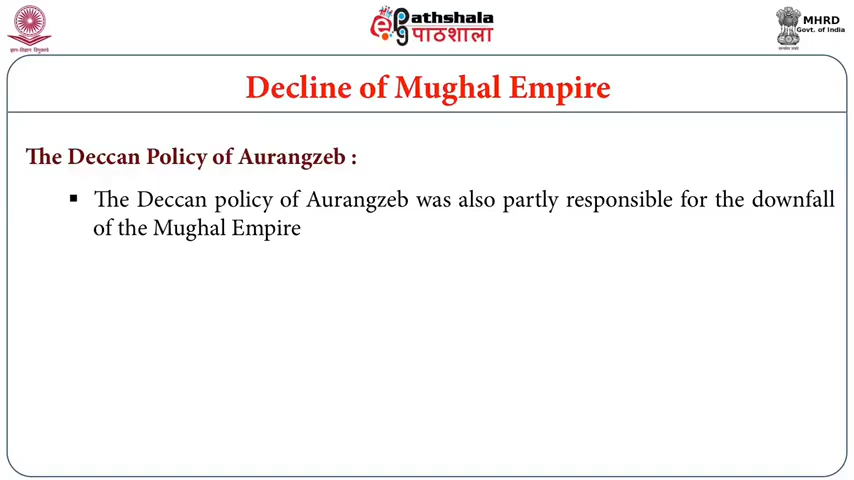 ePathshala
पाठशाला
MHRD
Govt. of India
Decline of Mughal Empire
The Deccan Policy of Aurangzeb :
▪ The Deccan policy of Aurangzeb was also partly responsible for the downfall
of the Mughal Empire